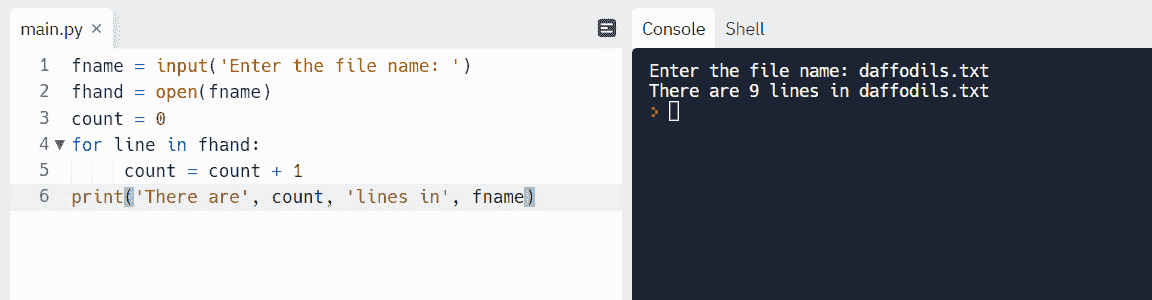 main.py ×
1 fname = input('Enter the file name: ')
2 fhand = open(fname)
3 count = 0
4 for line in fhand:
5 count = count + 1
6 print('There are', count, 'lines in', fname)
Console Shell
Enter the file name: daffodils.txt
There are 9 lines in daffodils.txt
>